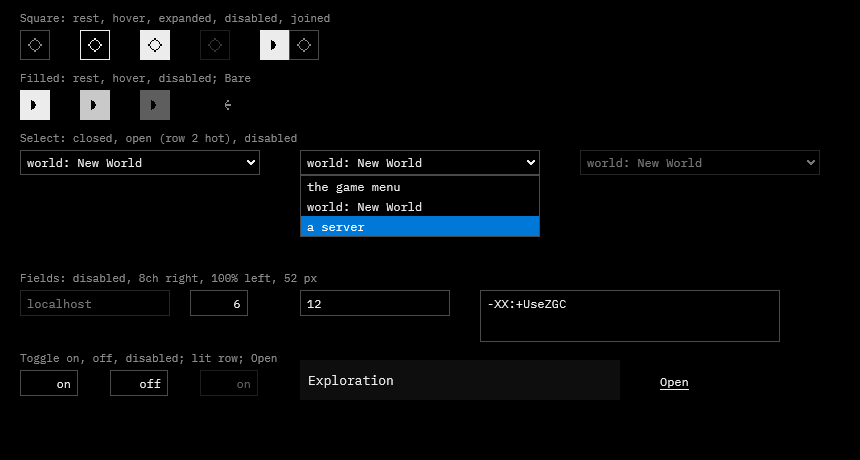 Square: rest, hover, expanded, disabled, joined
Filled: rest, hover, disabled; Bare
Select: closed, open (row 2 hot), disabled
world: New World
world: New World
world: New World
the game menu
world: New World
a server
Fields: disabled, 8ch right, 100% left, 52 px
localhost
6
12
-XX:+UseZGC
Toggle on, off, disabled; lit row; Open
on
off
on
Exploration
Open